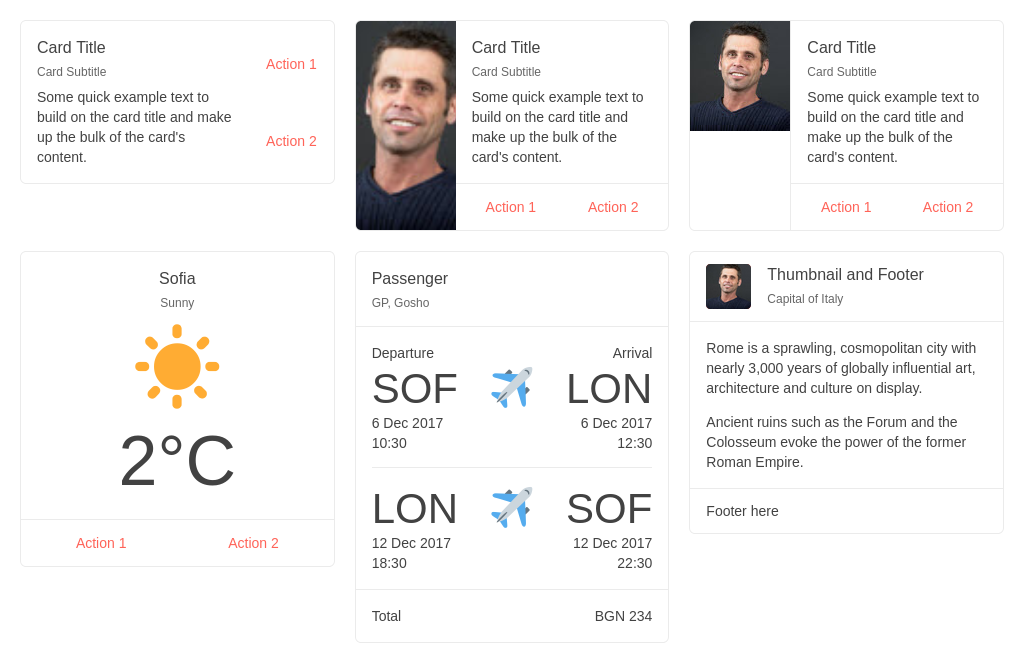 Card Title
Card Subtitle
Some quick example text to
build on the card title and make
up the bulk of the card's
content.
Action 1
Action 2
Card Title
Card Subtitle
Some quick example text to
build on the card title and
make up the bulk of the
card's content.
Action 1 Action 2
Card Title
Card Subtitle
Some quick example text to
build on the card title and
make up the bulk of the
card's content.
Action 1 Action 2
Sofia
Sunny
2°C
Action 1 Action 2
Passenger
GP, Gosho
Departure Arrival
SOF LON
6 Dec 2017 6 Dec 2017
10:30 12:30
LON SOF
12 Dec 2017 12 Dec 2017
18:30 22:30
Total BGN 234
Thumbnail and Footer
Capital of Italy
Rome is a sprawling, cosmopolitan city with
nearly 3,000 years of globally influential art,
architecture and culture on display.
Ancient ruins such as the Forum and the
Colosseum evoke the power of the former
Roman Empire.
Footer here